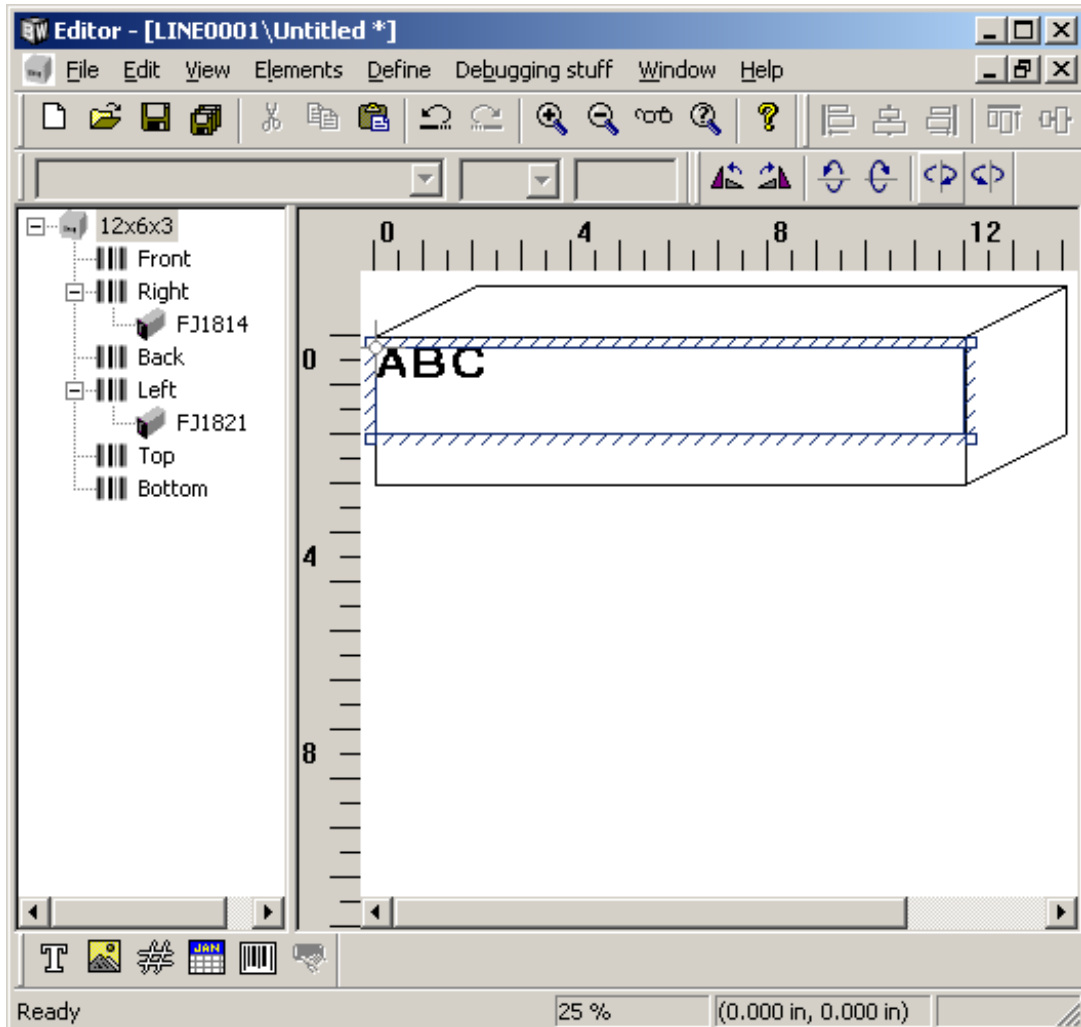 Editor - [LINE0001\Untitled *]
File Edit View Elements Define Debugging stuff Window Help
12x6x3
Front
Right
FJ1814
Back
Left
FJ1821
Top
Bottom
0 4 8 12
0
4
8
ABC
Ready 25 % (0.000 in, 0.000 in)